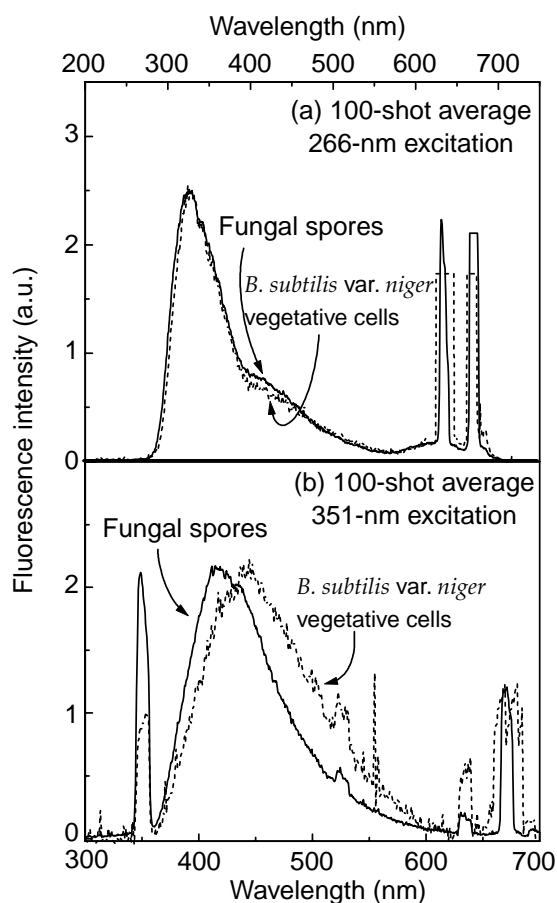 Wavelength (nm)
200 300 400 500 600 700
(a) 100-shot average
266-nm excitation
3
2
1
0
Fungal spores
B. subtilis var. niger
vegetative cells
Fluorescence intensity (a.u.)
(b) 100-shot average
351-nm excitation
3
2
1
0
Fungal spores
B. subtilis var. niger
vegetative cells
300 400 500 600 700
Wavelength (nm)